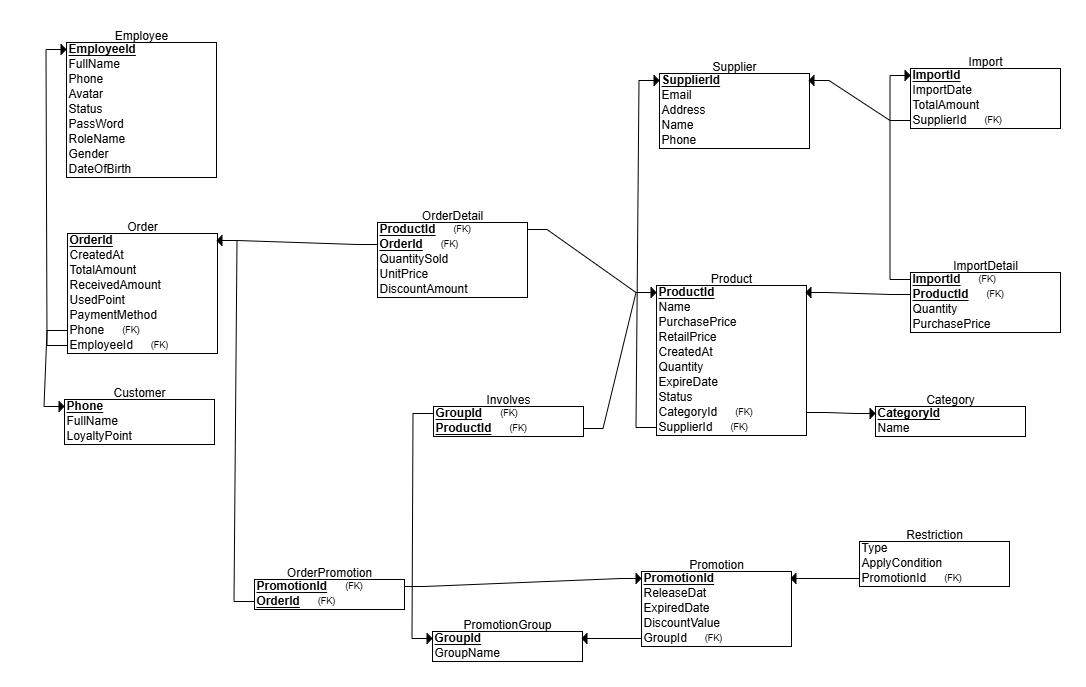 Employee
EmployeeId
FullName
Phone
Avatar
Status
PassWord
RoleName
Gender
DateOfBirth
Supplier
SupplierId
Email
Address
Name
Phone
Import
ImportId
ImportDate
TotalAmount
SupplierId (FK)
Order
OrderId
CreatedAt
TotalAmount
ReceivedAmount
UsedPoint
PaymentMethod
Phone (FK)
EmployeeId (FK)
OrderDetail
ProductId (FK)
OrderId (FK)
QuantitySold
UnitPrice
DiscountAmount
Product
ProductId
Name
PurchasePrice
RetailPrice
CreatedAt
Quantity
ExpireDate
Status
CategoryId (FK)
SupplierId (FK)
ImportDetail
ImportId (FK)
ProductId (FK)
Quantity
PurchasePrice
Customer
Phone
FullName
LoyaltyPoint
Involves
GroupId (FK)
ProductId (FK)
Category
CategoryId
Name
OrderPromotion
PromotionId (FK)
OrderId (FK)
Promotion
PromotionId
ReleaseDat
ExpiredDate
DiscountValue
GroupId (FK)
Restriction
Type
ApplyCondition
PromotionId (FK)
PromotionGroup
GroupId
GroupName